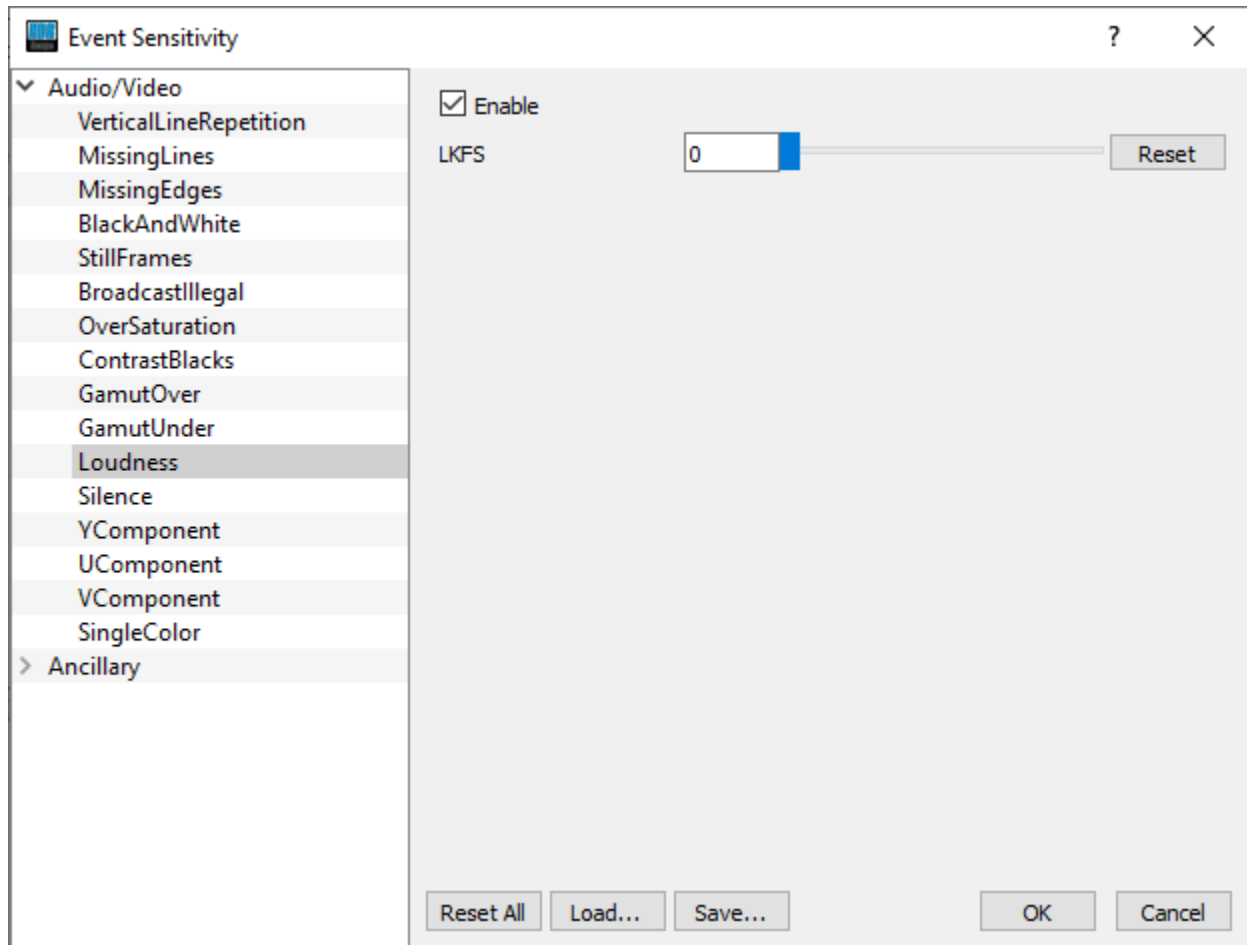 Event Sensitivity
?
Audio/Video
VerticalLineRepetition
MissingLines
MissingEdges
BlackAndWhite
StillFrames
BroadcastIllegal
OverSaturation
ContrastBlacks
GamutOver
GamutUnder
Loudness
Silence
YComponent
UComponent
VComponent
SingleColor
Ancillary
Enable
LKFS 0 Reset
Reset All Load... Save... OK Cancel